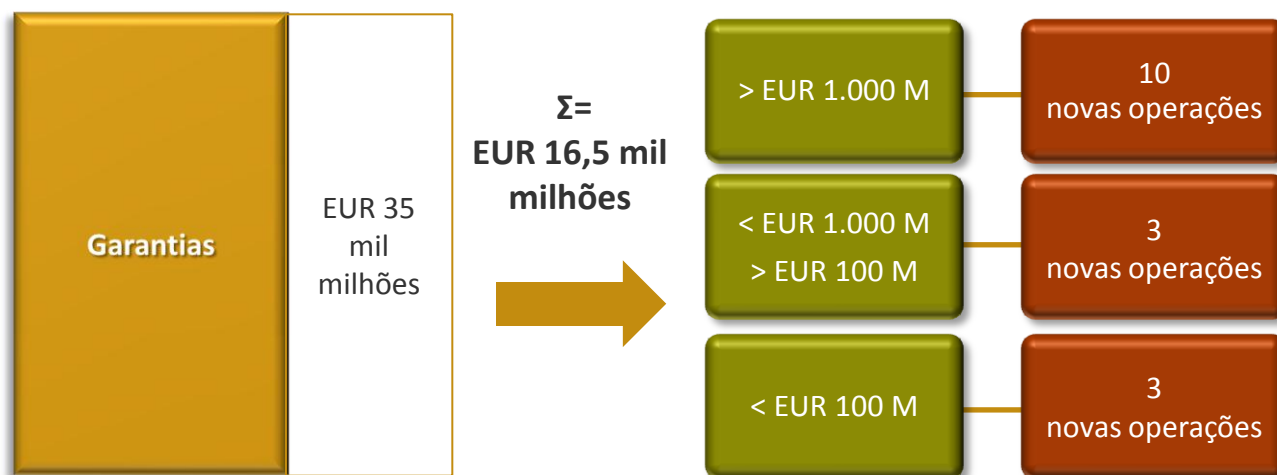 Garantias
EUR 35
mil
milhões
Σ=
EUR 16,5 mil
milhões
> EUR 1.000 M
10
novas operações
< EUR 1.000 M
> EUR 100 M
3
novas operações
< EUR 100 M
3
novas operações